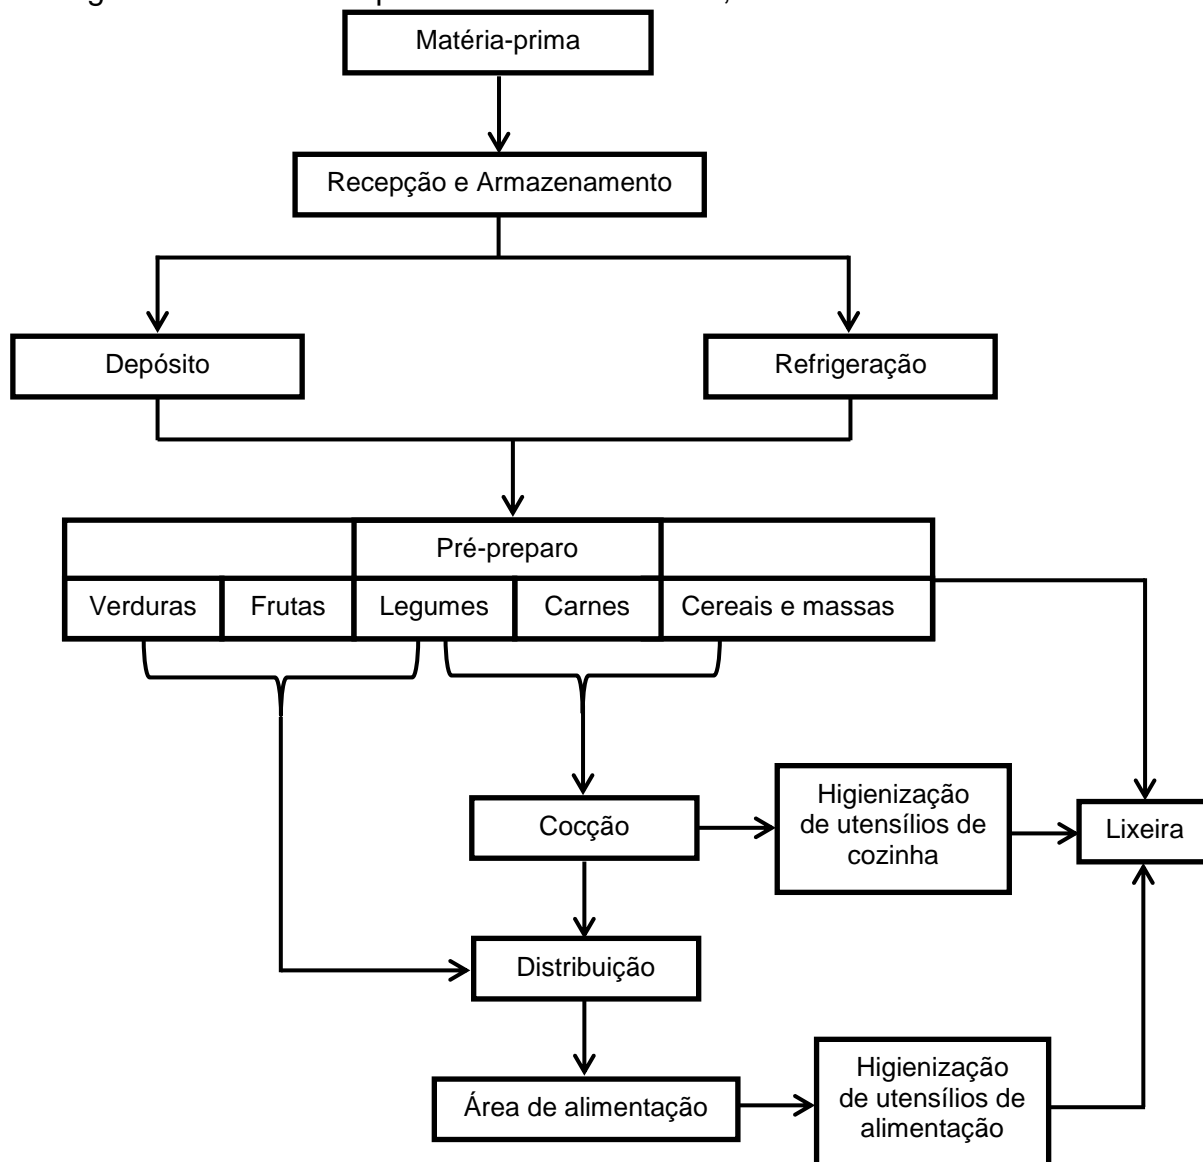 Matéria-prima
Recepção e Armazenamento
Depósito
Refrigeração
Pré-preparo
Verduras
Frutas
Legumes
Carnes
Cereais e massas
Cocção
Higienização
de utensílios de
cozinha
Lixeira
Distribuição
Área de alimentação
Higienização
de utensílios de
alimentação